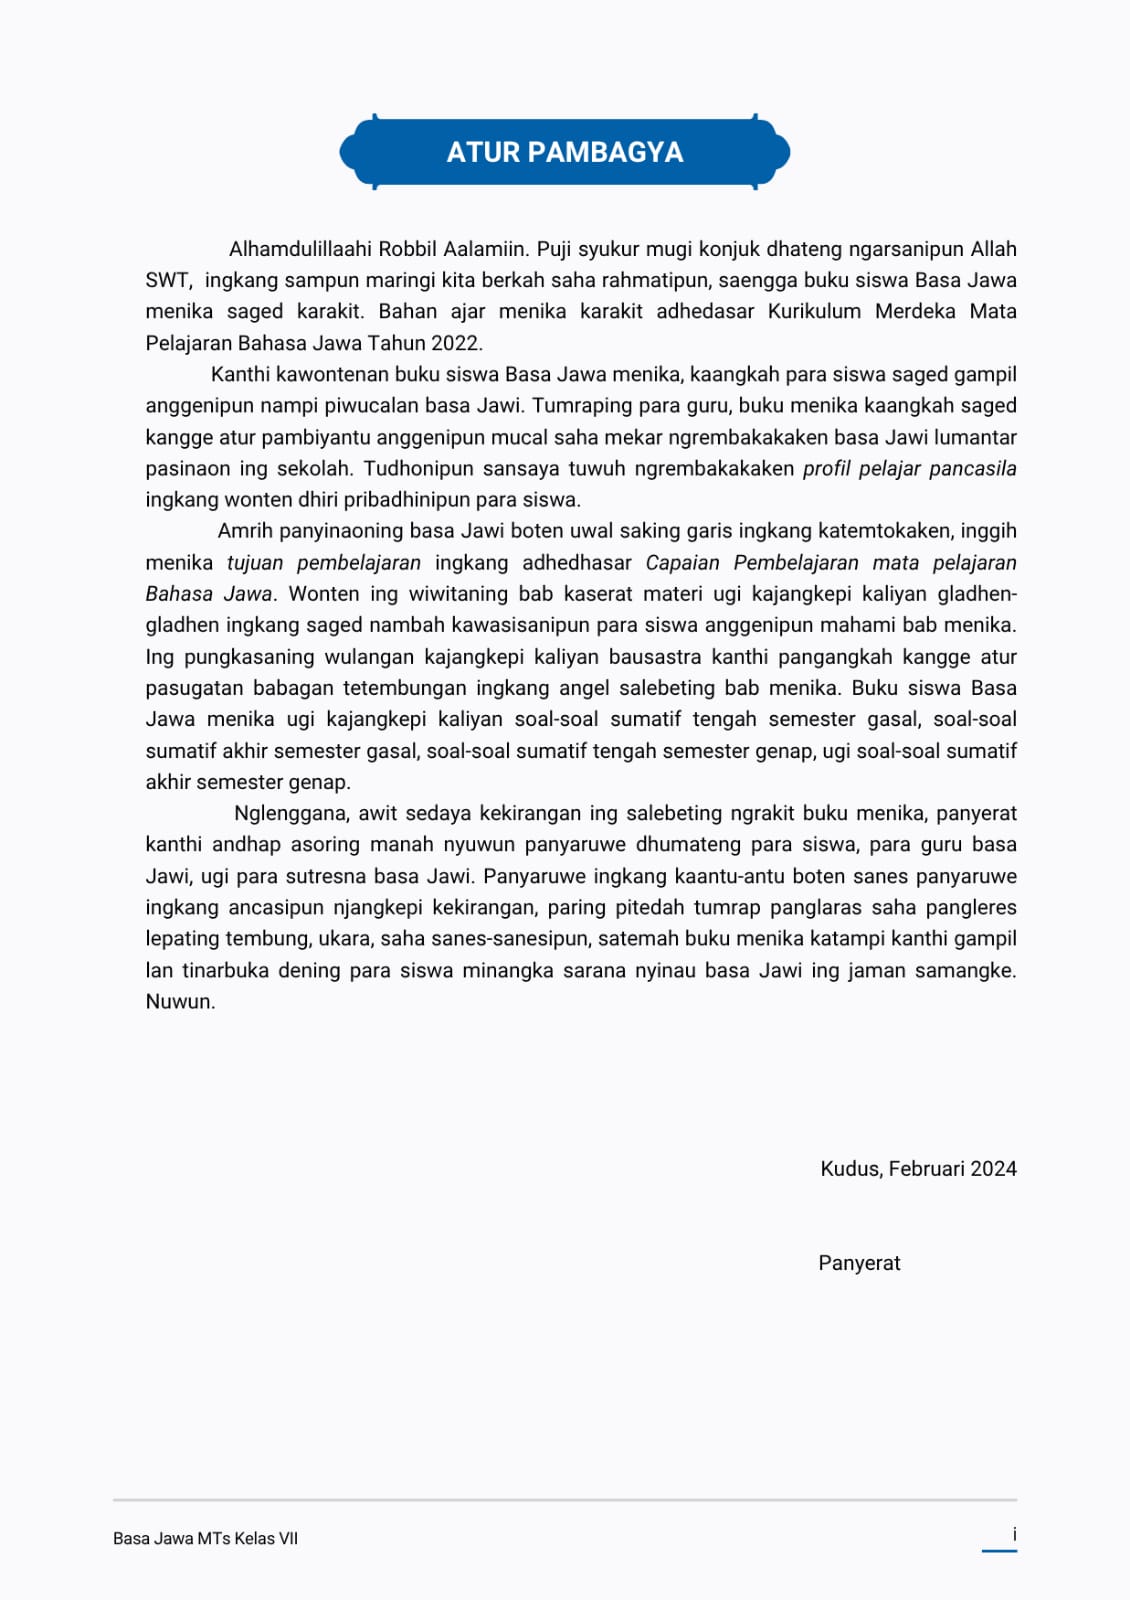 ATUR PAMBAGYA
Alhamdulillaahi Robbil Aalamiin. Puji syukur mugi konjuk dhateng ngarsanipun Allah
SWT, ingkang sampun maringi kita berkah saha rahmatipun, saengga buku siswa Basa Jawa
menika saged karakit. Bahan ajar menika karakit adhedasar Kurikulum Merdeka Mata
Pelajaran Bahasa Jawa Tahun 2022.
Kanthi kawontenan buku siswa Basa Jawa menika, kaangkah para siswa saged gampil
anggenipun nampi piwucalan basa Jawi. Tumraping para guru, buku menika kaangkah saged
kangge atur pambiyantu anggenipun mucal saha mekar ngrembakakaken basa Jawi lumantar
pasinaon ing sekolah. Tudhonipun sansaya tuwuh ngrembakakaken profil pelajar pancasila
ingkang wonten dhiri pribadhinipun para siswa.
Amrih panyinaoning basa Jawi boten uwal saking garis ingkang katemtokaken, inggih
menika tujuan pembelajaran ingkang adhedhasar Capaian Pembelajaran mata pelajaran
Bahasa Jawa. Wonten ing wiwitaning bab kaserat materi ugi kajangkepi kaliyan gladhen-
gladhen ingkang saged nambah kawasisanipun para siswa anggenipun mahami bab menika.
Ing pungkasaning wulangan kajangkepi kaliyan bausastra kanthi pangangkah kangge atur
pasugatan babagan tetembungan ingkang angel salebeting bab menika. Buku siswa Basa
Jawa menika ugi kajangkepi kaliyan soal-soal sumatif tengah semester gasal, soal-soal
sumatif akhir semester gasal, soal-soal sumatif tengah semester genap, ugi soal-soal sumatif
akhir semester genap.
Nglenggana, awit sedaya kekirangan ing salebeting ngrakit buku menika, panyerat
kanthi andhap asoring manah nyuwun panyaruwe dhumateng para siswa, para guru basa
Jawi, ugi para sutresna basa Jawi. Panyaruwe ingkang kaantu-antu boten sanes panyaruwe
ingkang ancasipun njangkepi kekirangan, paring pitedah tumrap panglaras saha pangleres
lepating tembung, ukara, saha sanes-sanesipun, satemah buku menika katampi kanthi gampil
lan tinarbuka dening para siswa minangka sarana nyinau basa Jawi ing jaman samangke.
Nuwun.
Kudus, Februari 2024
Panyerat
Basa Jawa MTs Kelas VII
i